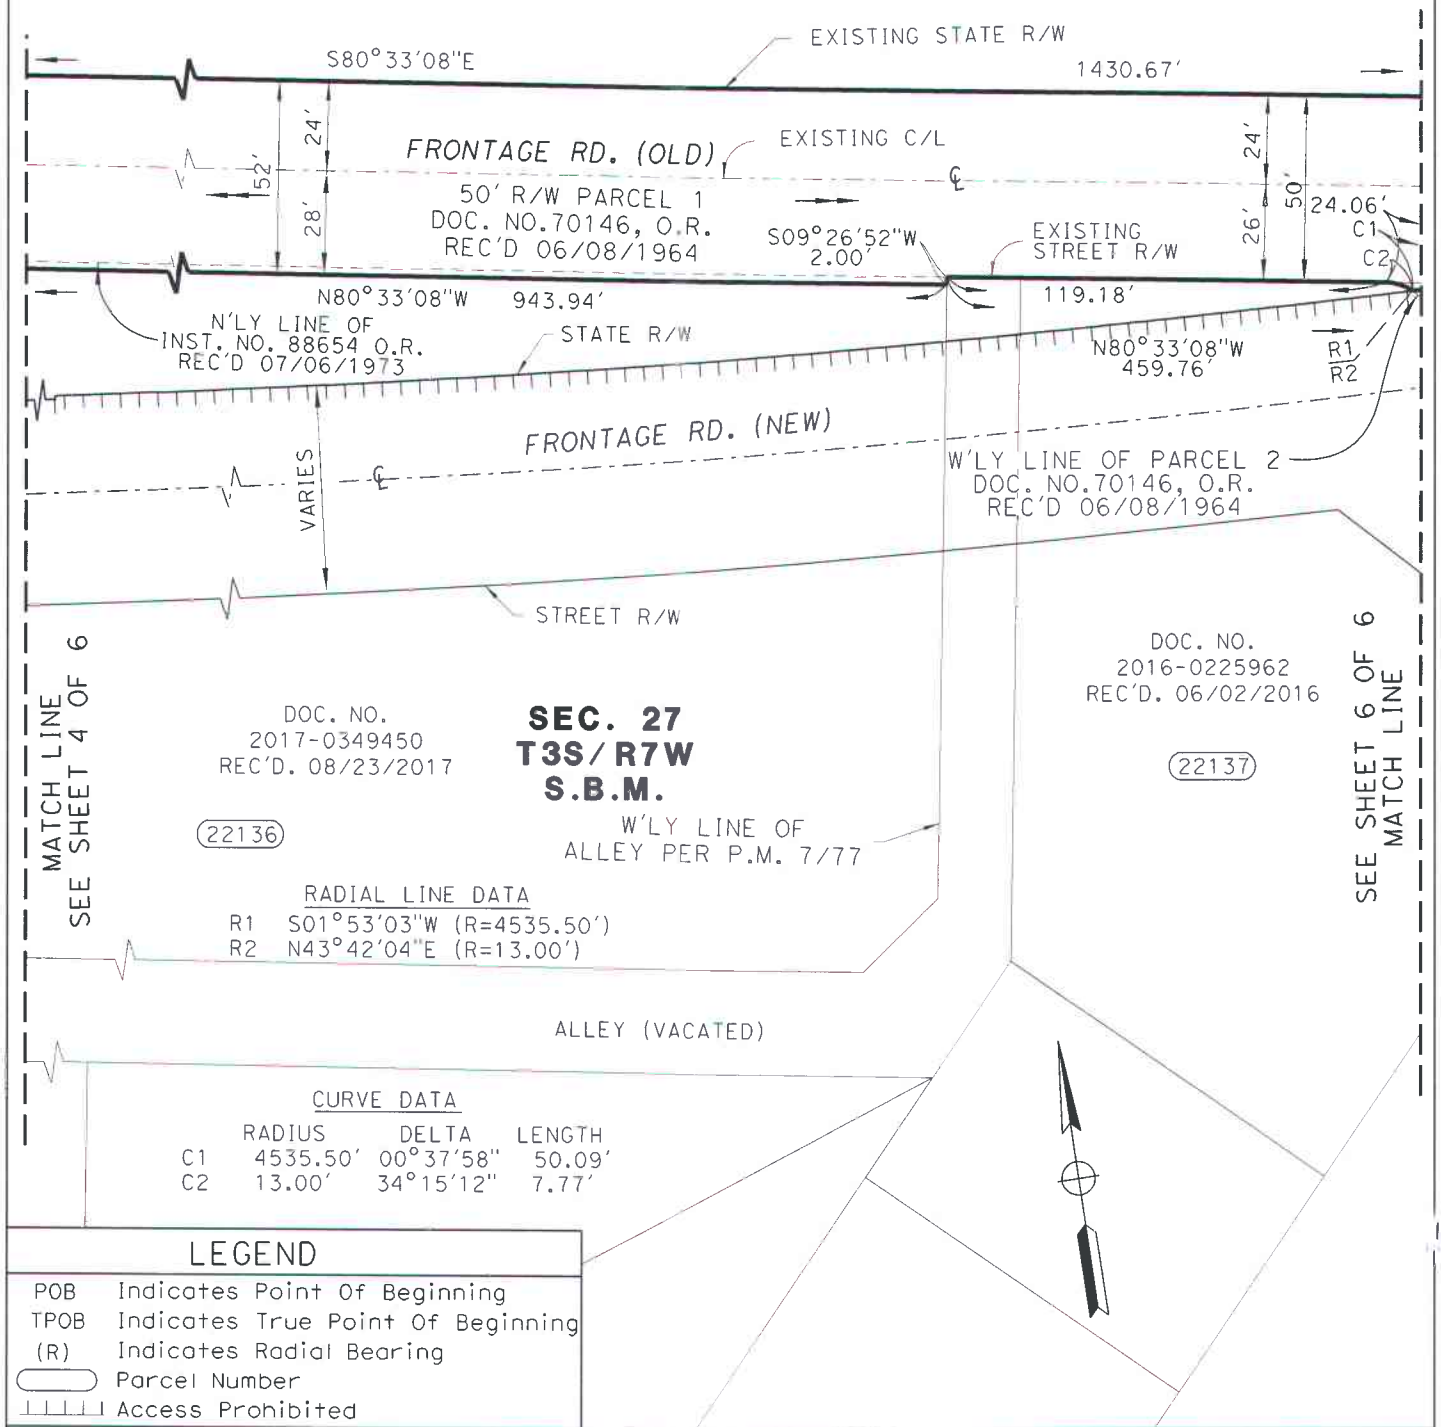 EXISTING STATE R/W
S80°33'08"E
1430.67'
24'
52'
28'
FRONTAGE RD. (OLD)
EXISTING C/L
50' R/W PARCEL 1
DOC. NO.70146, O.R.
REC'D 06/08/1964
S09°26'52"W
2.00'
EXISTING
STREET R/W
24'
50'
26'
24.06'
C1
C2
N80°33'08"W 943.94'
119.18'
N'LY LINE OF
INST. NO. 88654 O.R.
REC'D 07/06/1973
STATE R/W
N80°33'08"W
459.76'
R1
R2
FRONTAGE RD. (NEW)
VARIES
W'LY LINE OF PARCEL 2
DOC. NO.70146, O.R.
REC'D 06/08/1964
STREET R/W
MATCH LINE
SEE SHEET 4 OF 6
DOC. NO.
2017-0349450
REC'D. 08/23/2017
22136
SEC. 27
T3S/R7W
S.B.M.
DOC. NO.
2016-0225962
REC'D. 06/02/2016
22137
SEE SHEET 6 OF 6
MATCH LINE
W'LY LINE OF
ALLEY PER P.M. 7/77
RADIAL LINE DATA
R1 S01°53'03"W (R=4535.50')
R2 N43°42'04"E (R=13.00')
ALLEY (VACATED)
CURVE DATA
RADIUS DELTA LENGTH
C1 4535.50' 00°37'58" 50.09'
C2 13.00' 34°15'12" 7.77'
LEGEND
POB Indicates Point Of Beginning
TPOB Indicates True Point Of Beginning
(R) Indicates Radial Bearing
Parcel Number
Access Prohibited